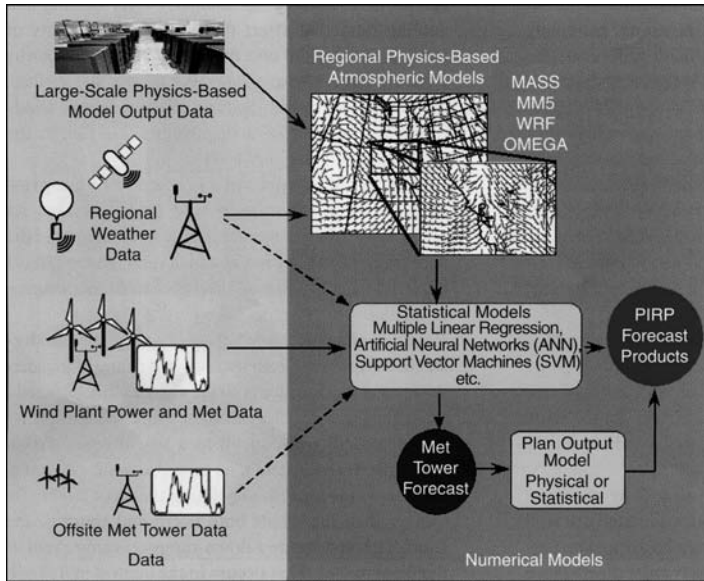 Large-Scale Physics-Based
Model Output Data
Regional
Weather
Data
Wind Plant Power and Met Data
Offsite Met Tower Data
Data
Regional Physics-Based
Atmospheric Models
MASS
MM5
WRF
OMEGA
Statistical Models
Multiple Linear Regression,
Artificial Neural Networks (ANN),
Support Vector Machines (SVM)
etc.
PIRP
Forecast
Products
Met
Tower
Forecast
Plan Output
Model
Physical or
Statistical
Numerical Models